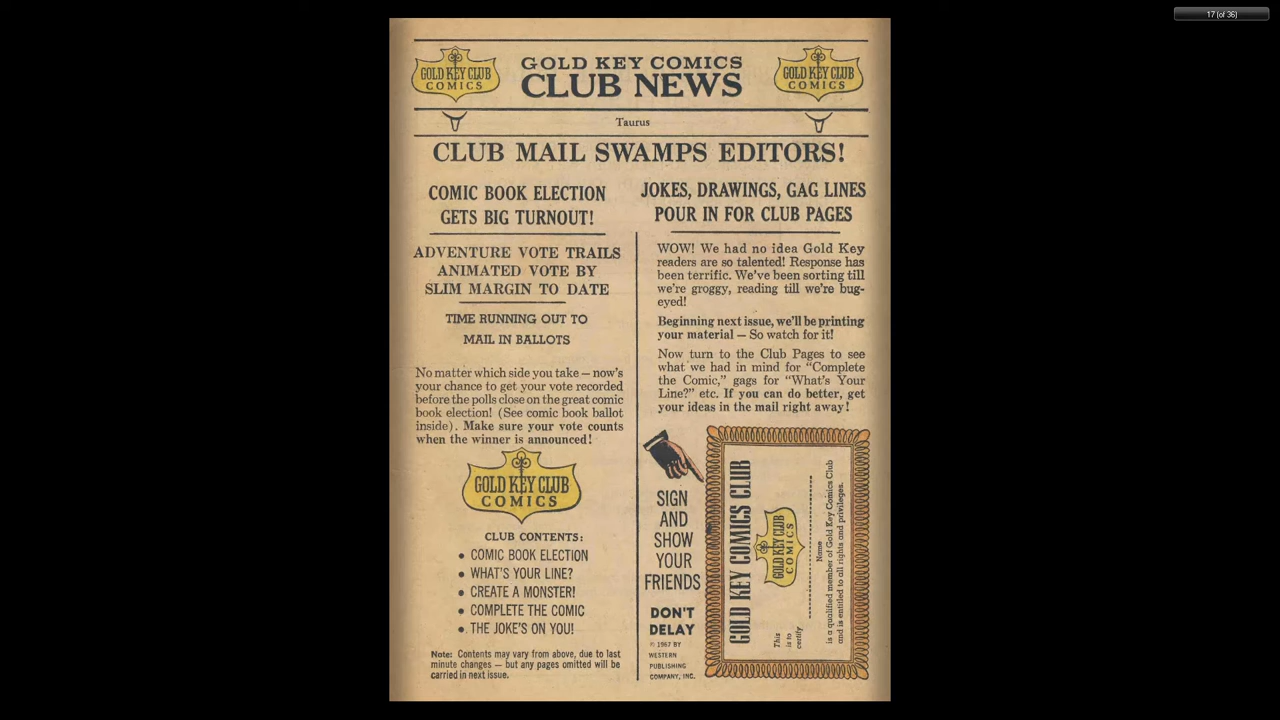 17 (of 36)
GOLD KEY CLUB
COMICS
GOLD KEY COMICS
CLUB NEWS
GOLD KEY CLUB
COMICS
Taurus
CLUB MAIL SWAMPS EDITORS!
COMIC BOOK ELECTION
GETS BIG TURNOUT!
ADVENTURE VOTE TRAILS
ANIMATED VOTE BY
SLIM MARGIN TO DATE
TIME RUNNING OUT TO
MAIL IN BALLOTS
No matter which side you take — now's
your chance to get your vote recorded
before the polls close on the great comic
book election! (See comic book ballot
inside). Make sure your vote counts
when the winner is announced!
GOLD KEY CLUB
COMICS
CLUB CONTENTS:
● COMIC BOOK ELECTION
● WHAT'S YOUR LINE?
● CREATE A MONSTER!
● COMPLETE THE COMIC
● THE JOKE'S ON YOU!
Note: Contents may vary from above, due to last
minute changes — but any pages omitted will be
carried in next issue.
JOKES, DRAWINGS, GAG LINES
POUR IN FOR CLUB PAGES
WOW! We had no idea Gold Key
readers are so talented! Response has
been terrific. We've been sorting till
we're groggy, reading till we're bug-
eyed!
Beginning next issue, we'll be printing
your material — So watch for it!
Now turn to the Club Pages to see
what we had in mind for "Complete
the Comic," gags for "What's Your
Line?" etc. If you can do better, get
your ideas in the mail right away!
SIGN
AND
SHOW
YOUR
FRIENDS
DON'T
DELAY
© 1967 BY
WESTERN
PUBLISHING
COMPANY, INC.
GOLD KEY COMICS CLUB
GOLD KEY CLUB
COMICS
This
is to
certify
Name
is a qualified member of Gold Key Comics Club
and is entitled to all rights and privileges.